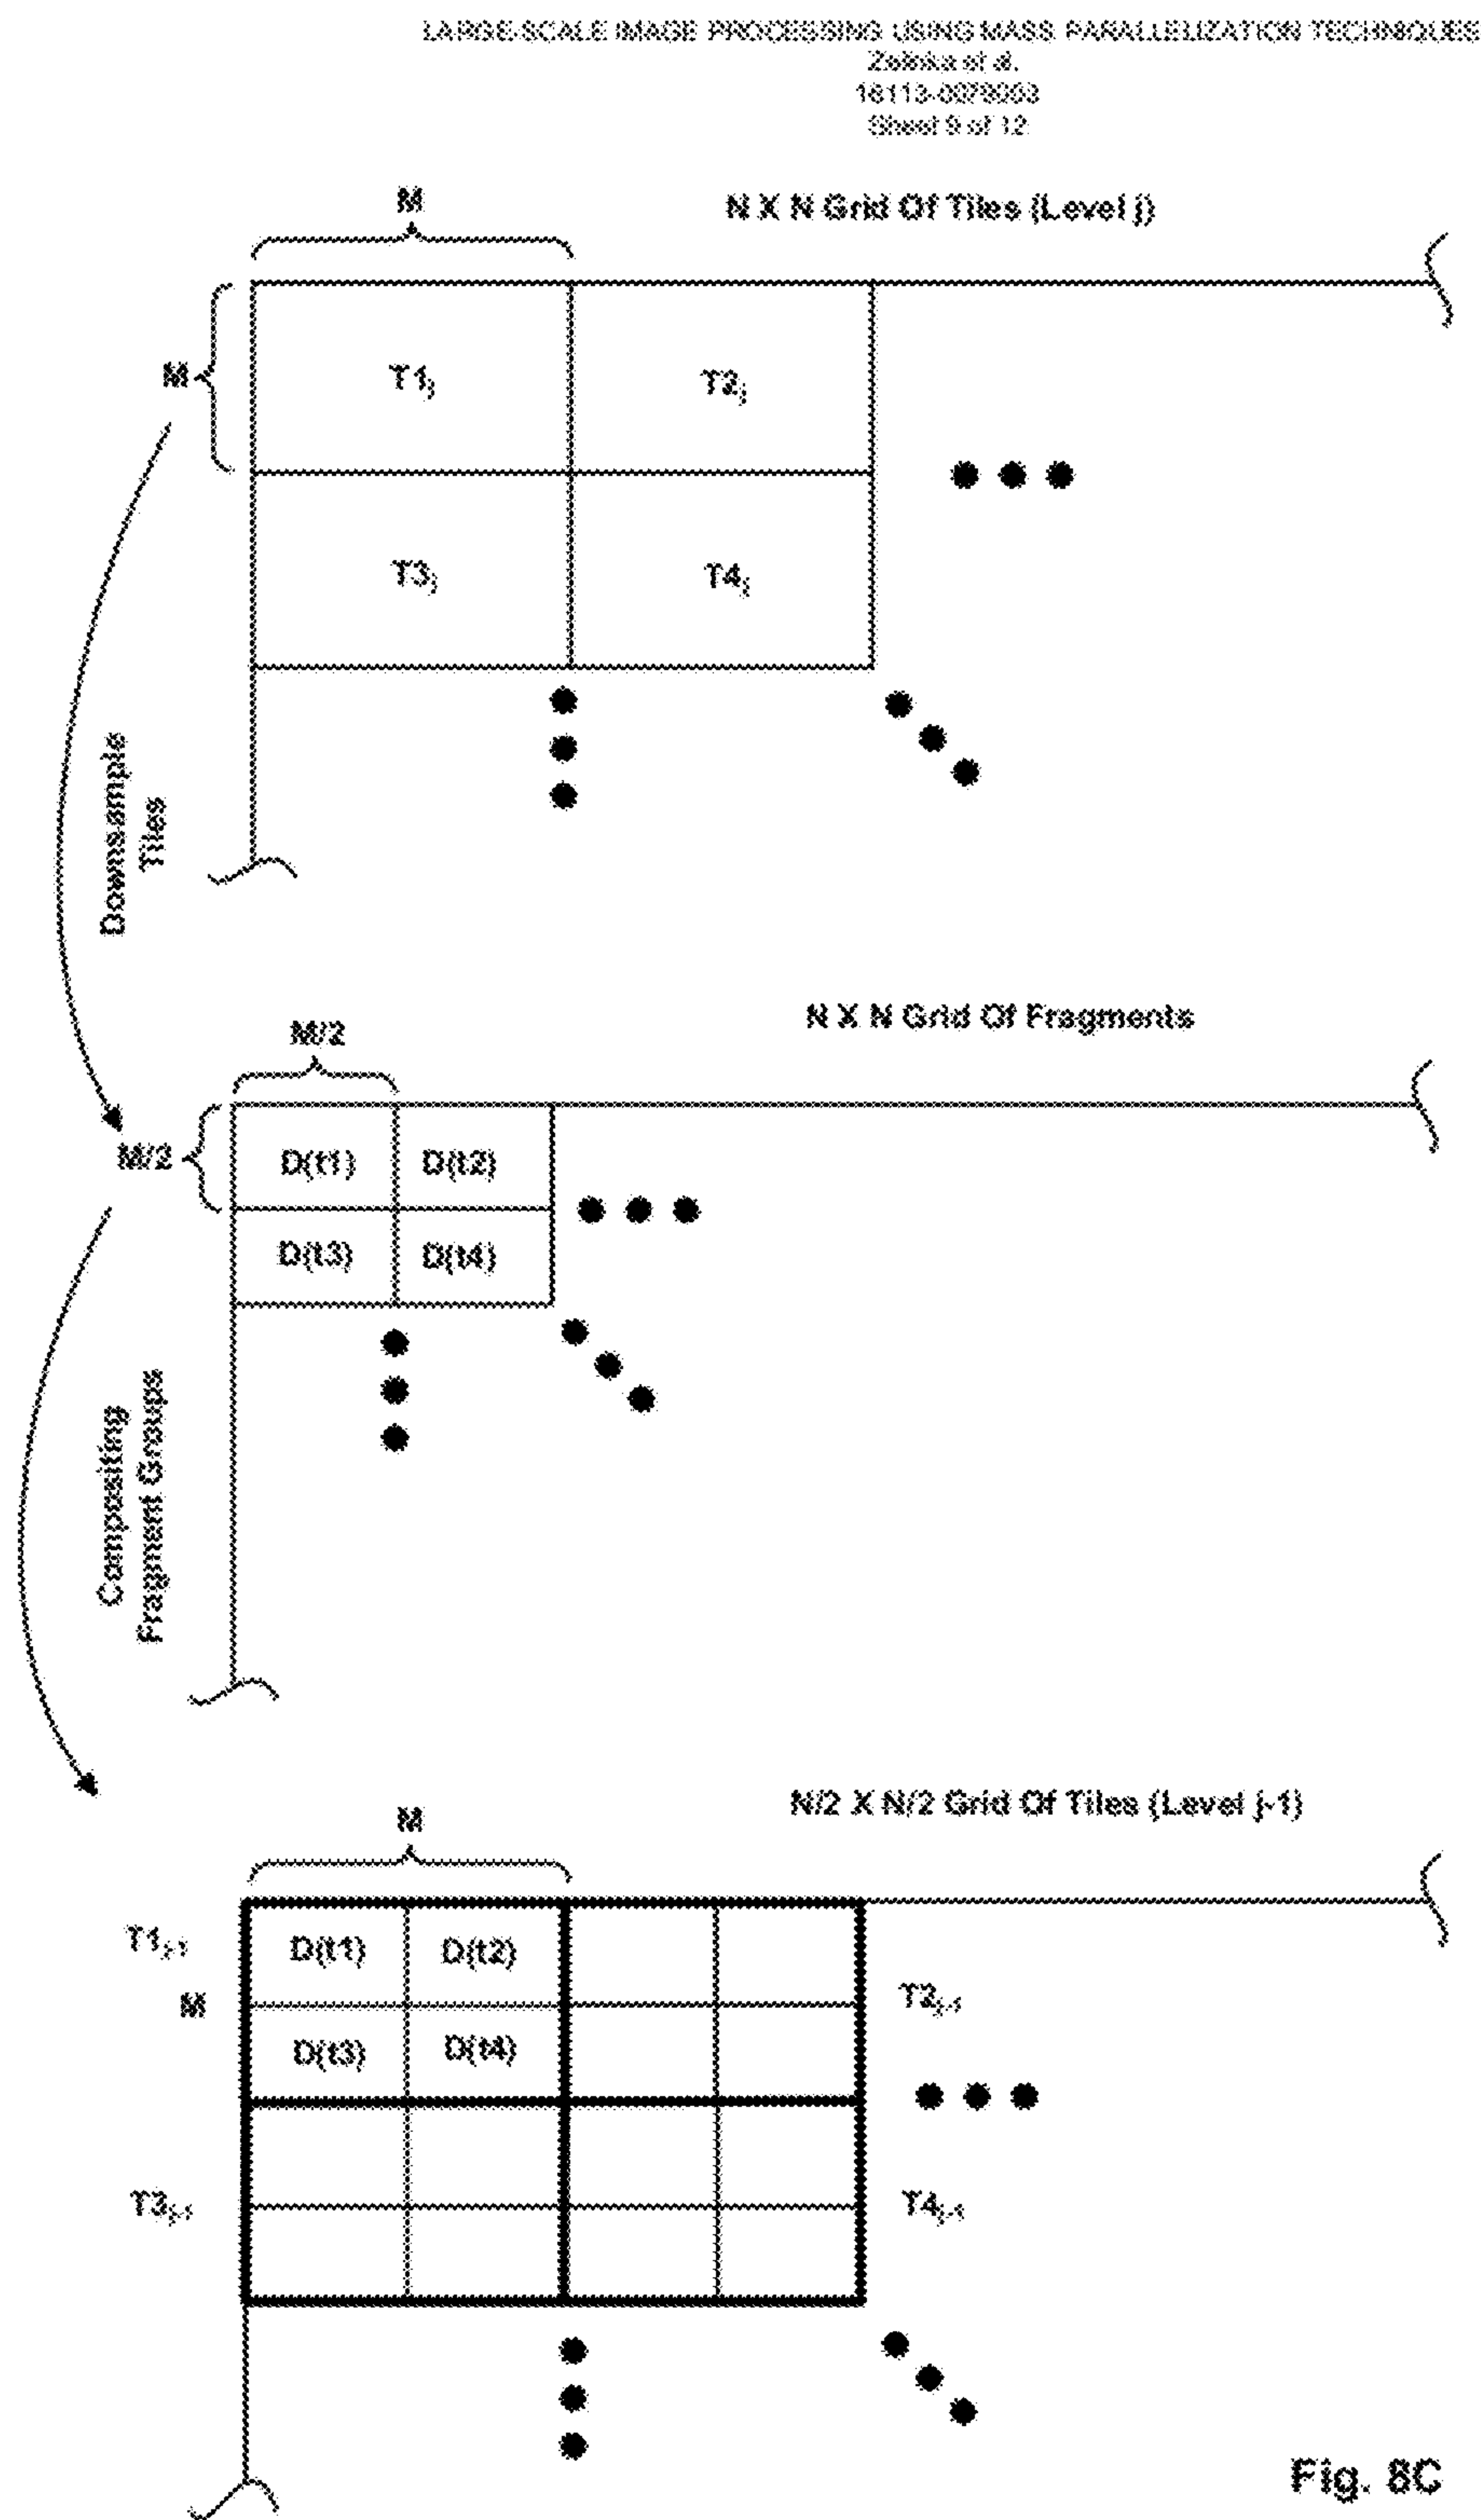 LARGE-SCALE IMAGE PROCESSING USING MASS PARALLELIZATION TECHNIQUES
Zelinka et al.
Sheet 9 of 12
M
N X N Grid Of Tiles (Level j)
M
T1j
T2j
T3j
T4j
Downsample
Tiles
N X N Grid Of Fragments
M/2
M/2
D(t1)
D(t2)
D(t3)
D(t4)
Compositing
Fragment Groups
N/2 X N/2 Grid Of Tiles (Level j-1)
M
T1j-1
D(t1)
D(t2)
T2j-1
M
D(t3)
D(t4)
T3j-1
T4j-1
Fig. 8C